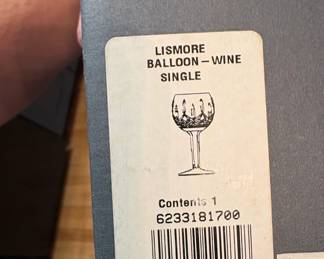 LISMORE
BALLOON-WINE
SINGLE
Contents 1
6233181700